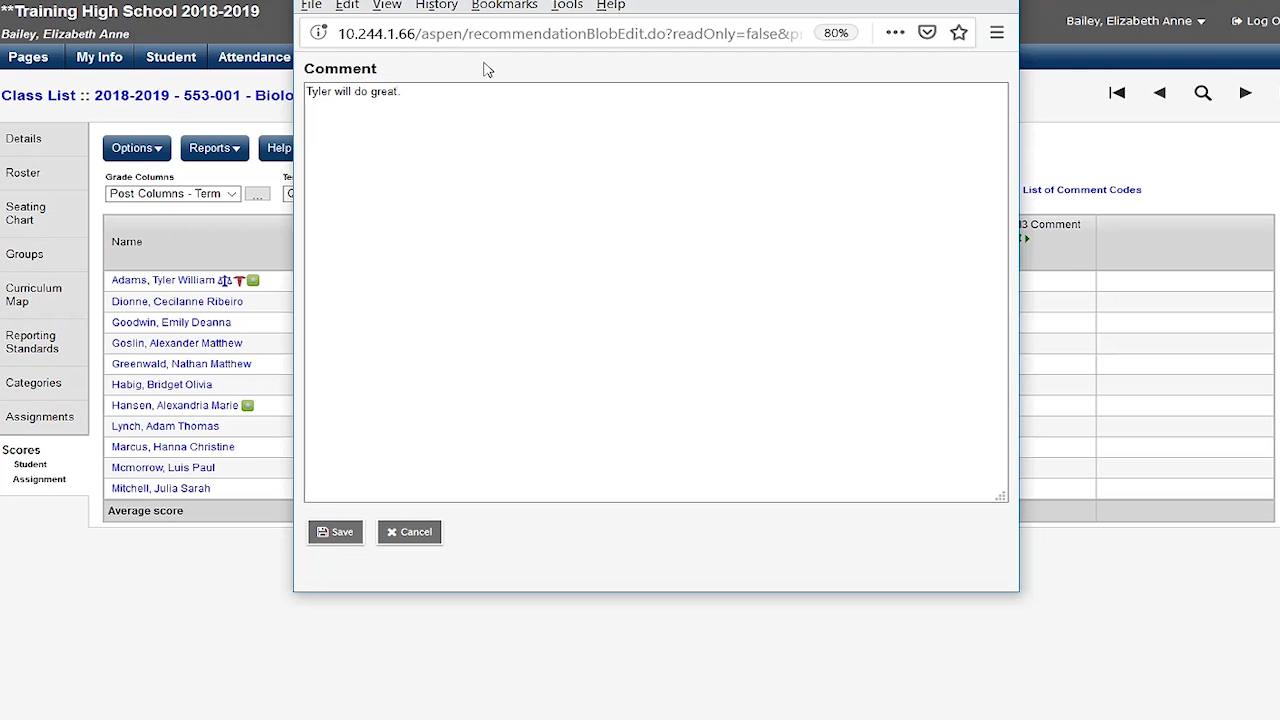 **Training High School 2018-2019
Bailey, Elizabeth Anne
Bailey, Elizabeth Anne
Log O
Pages
My Info
Student
Attendance
Class List :: 2018-2019 - 553-001 - Biolo
Details
Roster
Seating
Chart
Groups
Curriculum
Map
Reporting
Standards
Categories
Assignments
Scores
Student
Assignment
Options
Reports
Help
Grade Columns
Post Columns - Term
...
List of Comment Codes
Name
3 Comment
Adams, Tyler William
Dionne, Cecilanne Ribeiro
Goodwin, Emily Deanna
Goslin, Alexander Matthew
Greenwald, Nathan Matthew
Habig, Bridget Olivia
Hansen, Alexandria Marie
Lynch, Adam Thomas
Marcus, Hanna Christine
Mcmorrow, Luis Paul
Mitchell, Julia Sarah
Average score
File Edit View History Bookmarks Tools Help
10.244.1.66/aspen/recommendationBlobEdit.do?readOnly=false&p
80%
Comment
Tyler will do great.
Save
Cancel